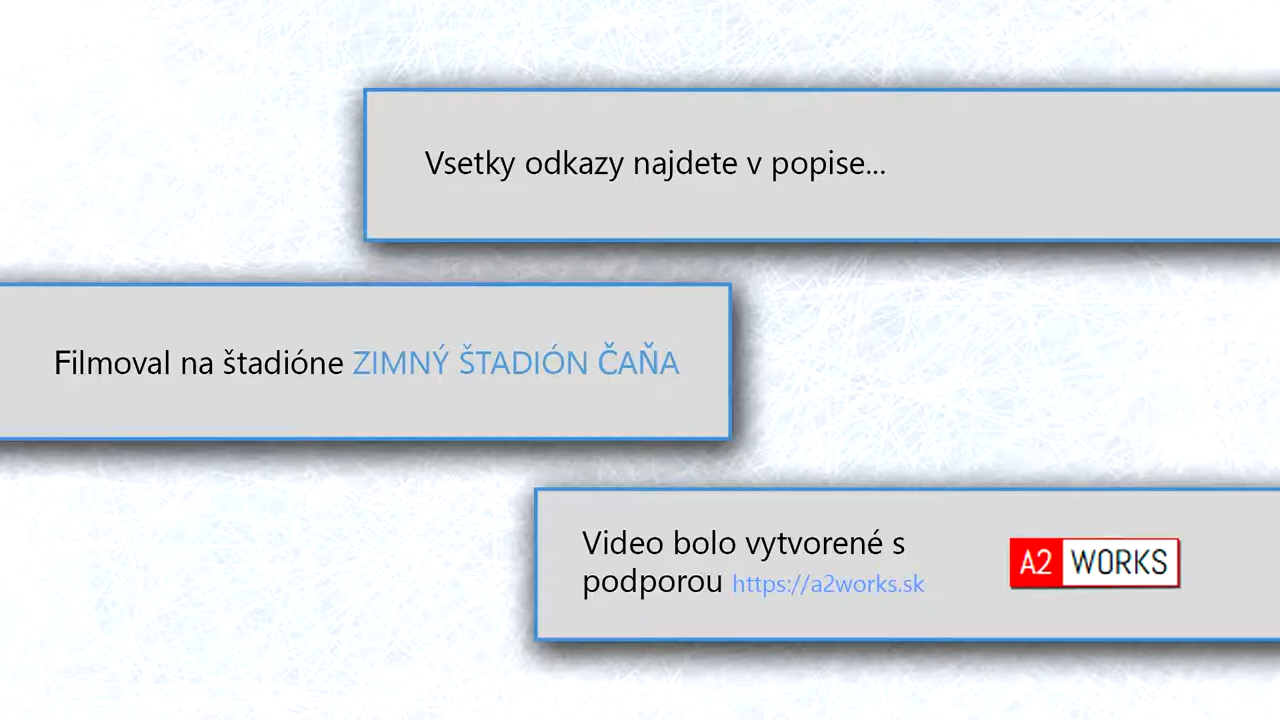 Vsetky odkazy najdete v popise...
Filmoval na štadióne ZIMNÝ ŠTADIÓN ČAŇA
Video bolo vytvorené s
podporou https://a2works.sk
A2 WORKS